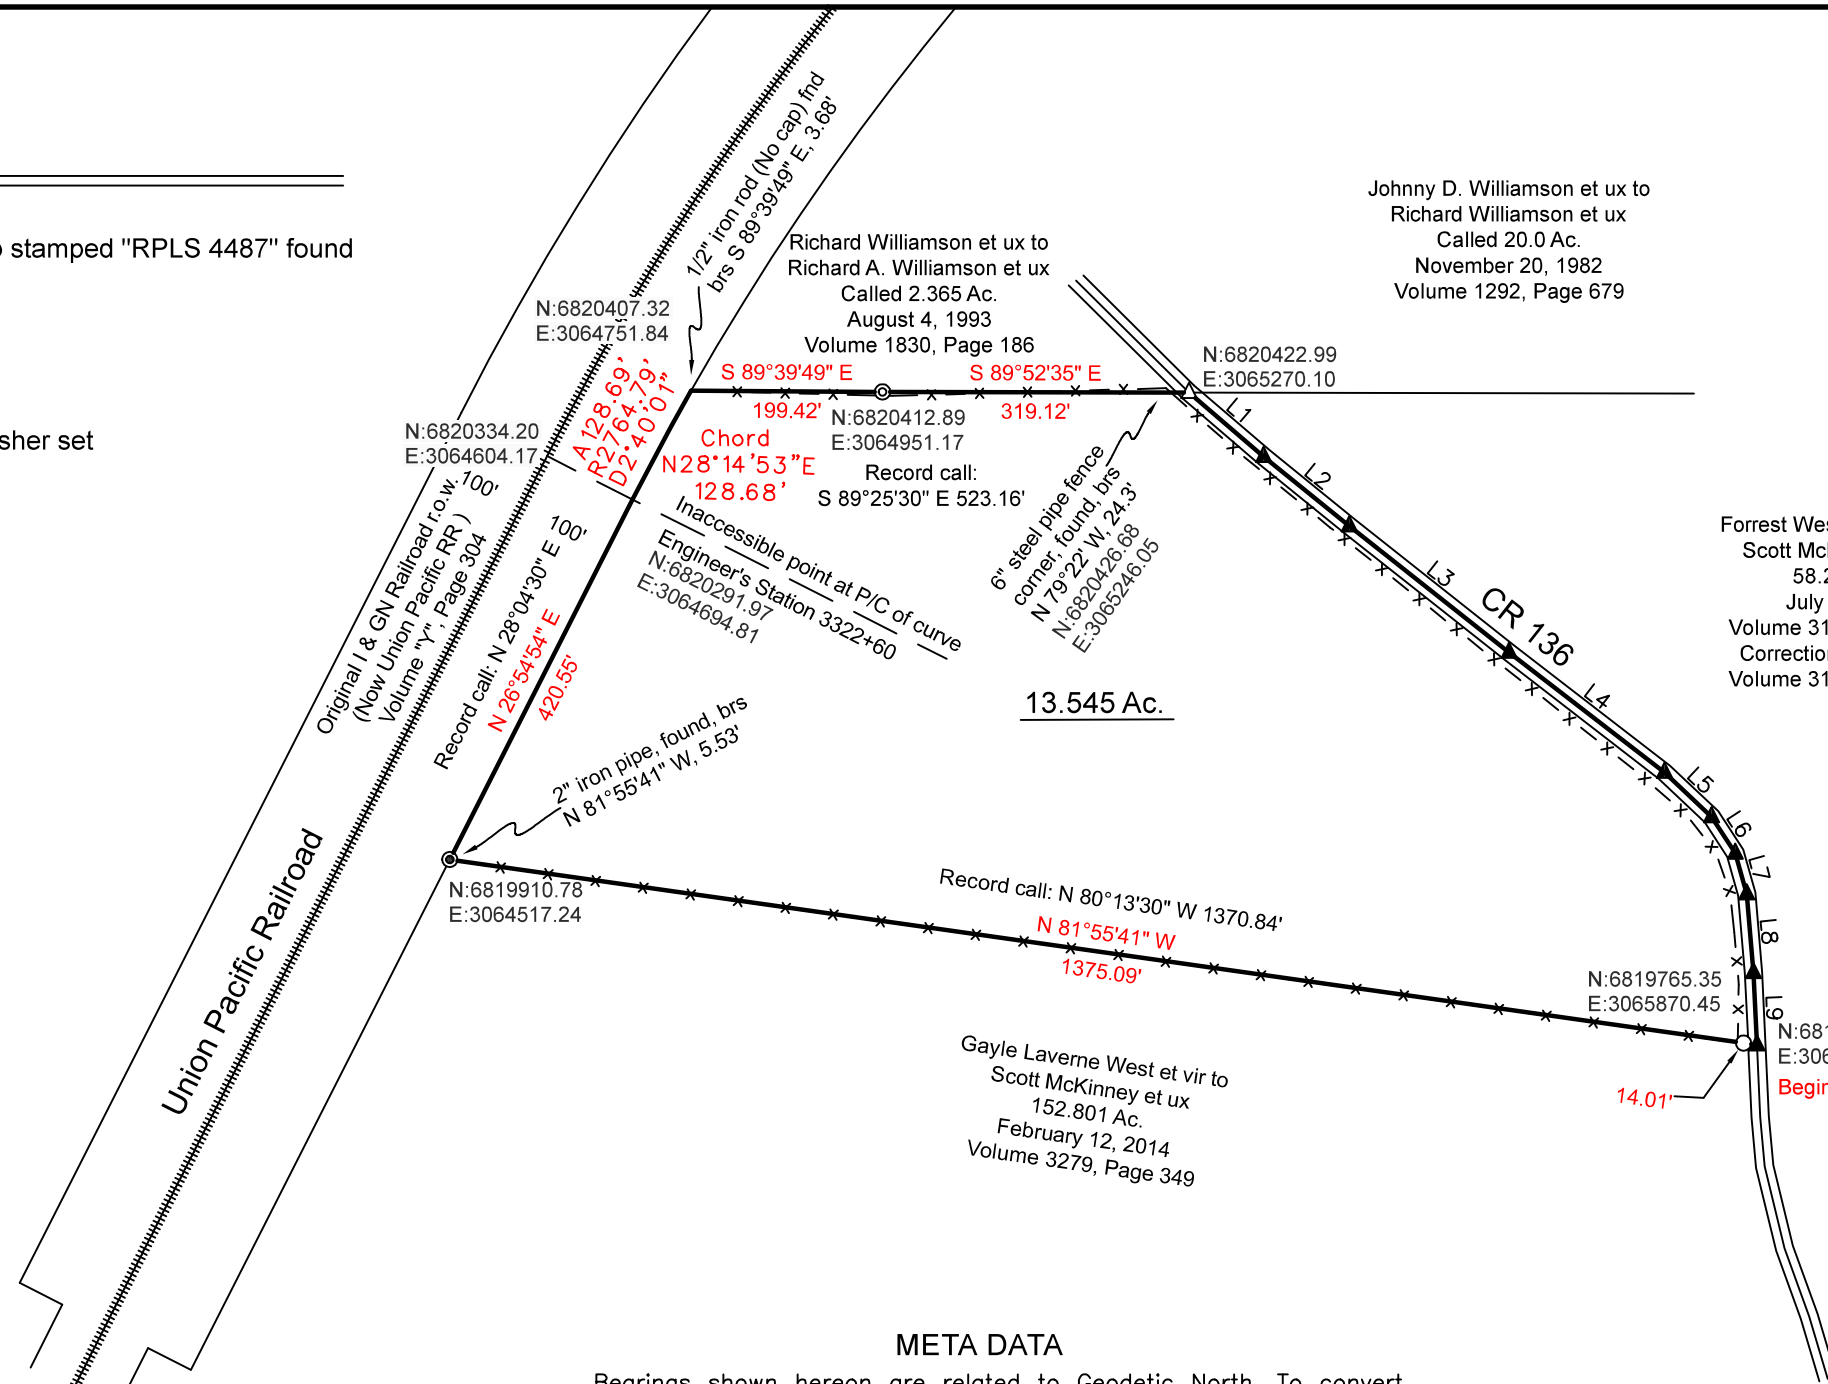 stamped "RPLS 4487" found
sher set
1/2" iron rod (No cap) fnd
brs S 89°39'49" E, 3.68'
N:6820407.32
E:3064751.84
Richard Williamson et ux to
Richard A. Williamson et ux
Called 2.365 Ac.
August 4, 1993
Volume 1830, Page 186
Johnny D. Williamson et ux to
Richard Williamson et ux
Called 20.0 Ac.
November 20, 1982
Volume 1292, Page 679
N:6820422.99
E:3065270.10
S 89°39'49" E
199.42'
S 89°52'35" E
319.12'
N:6820412.89
E:3064951.17
Record call:
S 89°25'30" E 523.16'
A 128.69'
R2764.79'
D2°40'01"
Chord
N28°14'53"E
128.68'
N:6820334.20
E:3064604.17
100'
100'
Original I & GN Railroad r.o.w.
(Now Union Pacific RR )
Volume "Y", Page 304
Record call: N 28°04'30" E
N 26°54'54" E
420.55'
Inaccessible point at P/C of curve
Engineer's Station 3322+60
N:6820291.97
E:3064694.81
6" steel pipe fence
corner, found, brs
N 79°22' W, 24.3'
N:6820426.68
E:3065246.05
L1
L2
L3
CR 136
L4
L5
L6
L7
L8
L9
Forrest Wes
Scott Mc
58.2
July
Volume 31
Correction
Volume 31
13.545 Ac.
2" iron pipe, found, brs
N 81°55'41" W, 5.53'
Union Pacific Railroad
N:6819910.78
E:3064517.24
Record call: N 80°13'30" W 1370.84'
N 81°55'41" W
1375.09'
N:6819765.35
E:3065870.45
N:681
E:306
Begin
14.01'
Gayle Laverne West et vir to
Scott McKinney et ux
152.801 Ac.
February 12, 2014
Volume 3279, Page 349
META DATA
Bearings shown hereon are related to Geodetic North. To convert